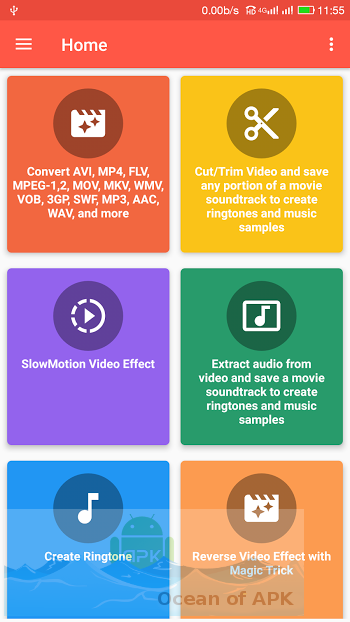 0.00b/s 4G 11:55
Home
Convert AVI, MP4, FLV,
MPEG-1,2, MOV, MKV, WMV,
VOB, 3GP, SWF, MP3, AAC,
WAV, and more
Cut/Trim Video and save
any portion of a movie
soundtrack to create
ringtones and music
samples
SlowMotion Video Effect
Extract audio from
video and save a movie
soundtrack to create
ringtones and music
samples
Create Ringtone
Reverse Video Effect with
Magic Trick
APK
Ocean of APK